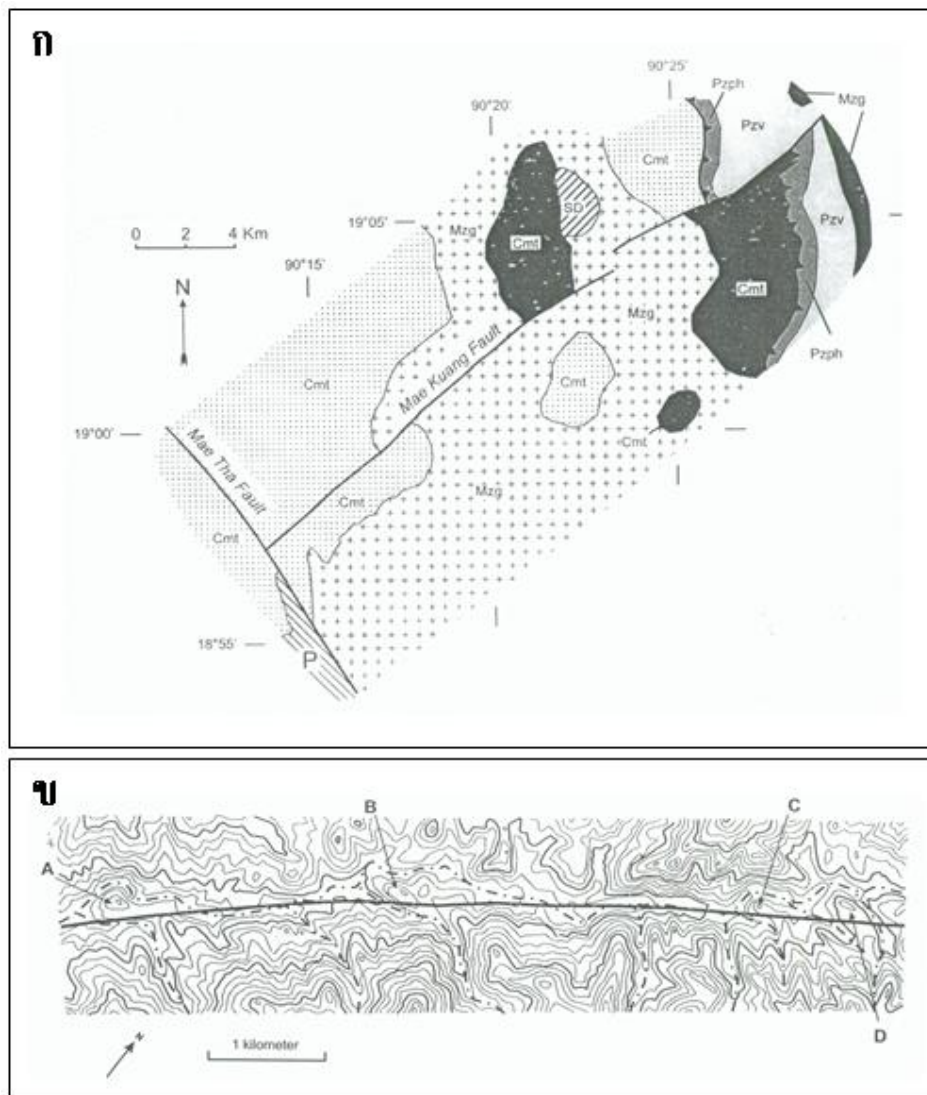 ก
90°25'
Pzph
Mzg
90°20'
Pzv
Cmt
SD
19°05'
Mzg
Cmt
Pzv
0 2 4 Km
90°15'
Cmt
N
Mzg
Pzph
Cmt
Mae Kuang Fault
Cmt
Cmt
19°00'
Mae Tha Fault
Mzg
Cmt
Cmt
18°55'
P
ข
B
C
A
D
N
1 kilometer